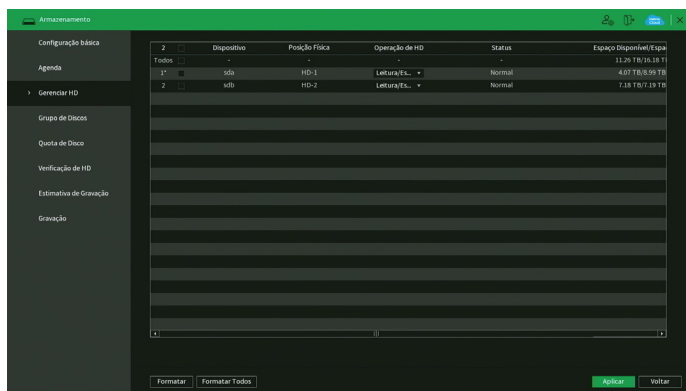 Armazenamento
Configuração básica
Agenda
Gerenciar HD
Grupo de Discos
Quota de Disco
Verificação de HD
Estimativa de Gravação
Gravação
2 Dispositivo Posição Física Operação de HD Status Espaço Disponível/Espa
Todos - - - - 11.26 TB/16.18 T
1* sda HD-1 Leitura/Es... Normal 4.07 TB/8.99 TB
2 sdb HD-2 Leitura/Es... Normal 7.18 TB/7.19 TB
Formatar Formatar Todos Aplicar Voltar